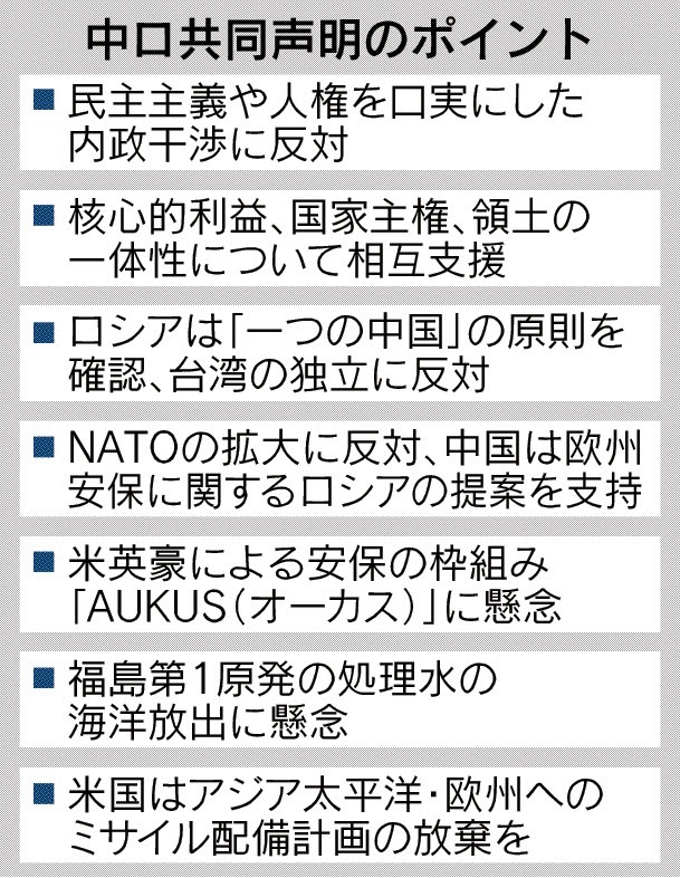 中ロ共同声明のポイント
■民主主義や人権を口実にした
内政干渉に反対
■核心的利益、国家主権、領土の
一体性について相互支援
■ロシアは「一つの中国」の原則を
確認、台湾の独立に反対
■NATOの拡大に反対、中国は欧州
安保に関するロシアの提案を支持
■米英豪による安保の枠組み
「AUKUS(オーカス)」に懸念
■福島第1原発の処理水の
海洋放出に懸念
■米国はアジア太平洋・欧州への
ミサイル配備計画の放棄を